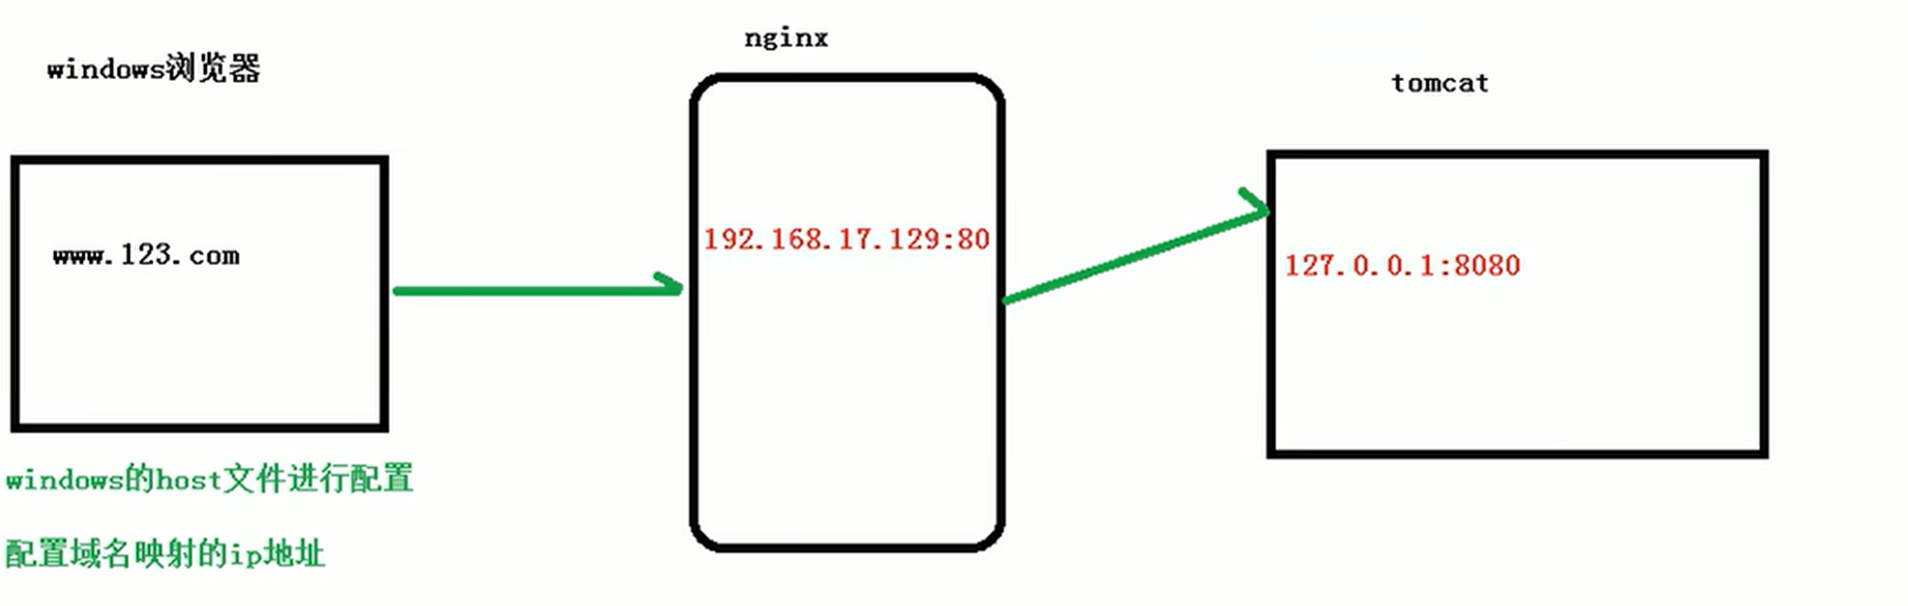 windows浏览器
www.123.com
windows的host文件进行配置
配置域名映射的ip地址
nginx
192.168.17.129:80
tomcat
127.0.0.1:8080